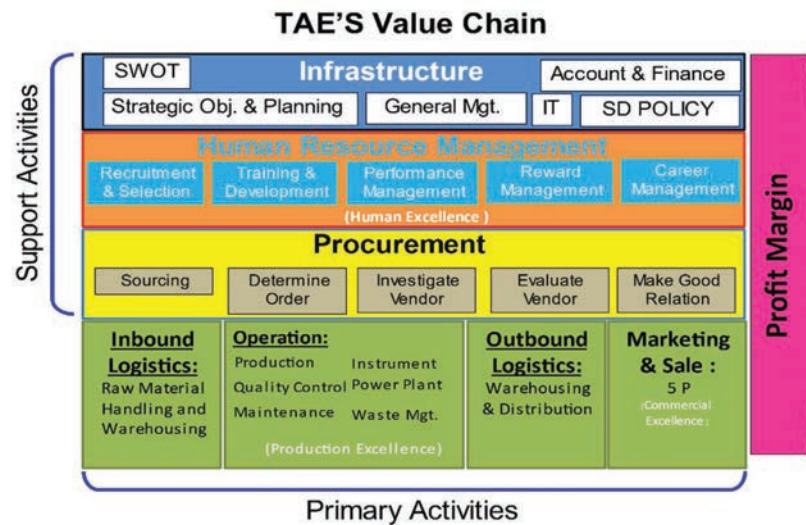 TAE'S Value Chain
Support Activities
SWOT
Infrastructure
Account & Finance
Strategic Obj. & Planning
General Mgt.
IT
SD POLICY
Human Resource Management
Recruitment
& Selection
Training &
Development
Performance
Management
Reward
Management
Career
Management
(Human Excellence )
Procurement
Sourcing
Determine
Order
Investigate
Vendor
Evaluate
Vendor
Make Good
Relation
Inbound
Logistics:
Raw Material
Handling and
Warehousing
Operation:
Production
Quality Control
Maintenance
Instrument
Power Plant
Waste Mgt.
(Production Excellence)
Outbound
Logistics:
Warehousing
& Distribution
Marketing
& Sale :
5 P
(Commercial
Excellence )
Profit Margin
Primary Activities